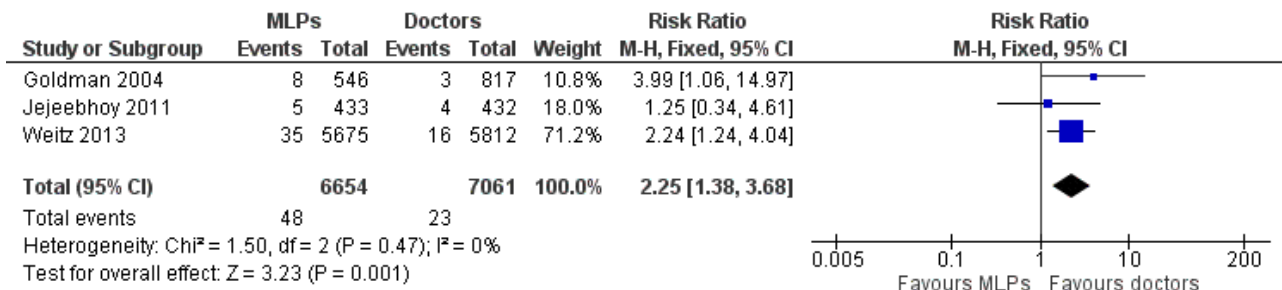 MLPs Doctors Risk Ratio Risk Ratio
Study or Subgroup Events Total Events Total Weight M-H, Fixed, 95% CI M-H, Fixed, 95% CI
Goldman 2004 8 546 3 817 10.8% 3.99 [1.06, 14.97]
Jejeebhoy 2011 5 433 4 432 18.0% 1.25 [0.34, 4.61]
Weitz 2013 35 5675 16 5812 71.2% 2.24 [1.24, 4.04]
Total (95% CI) 6654 7061 100.0% 2.25 [1.38, 3.68]
Total events 48 23
Heterogeneity: Chi² = 1.50, df = 2 (P = 0.47); I² = 0%
Test for overall effect: Z = 3.23 (P = 0.001)
0.005 0.1 1 10 200
Favours MLPs Favours doctors